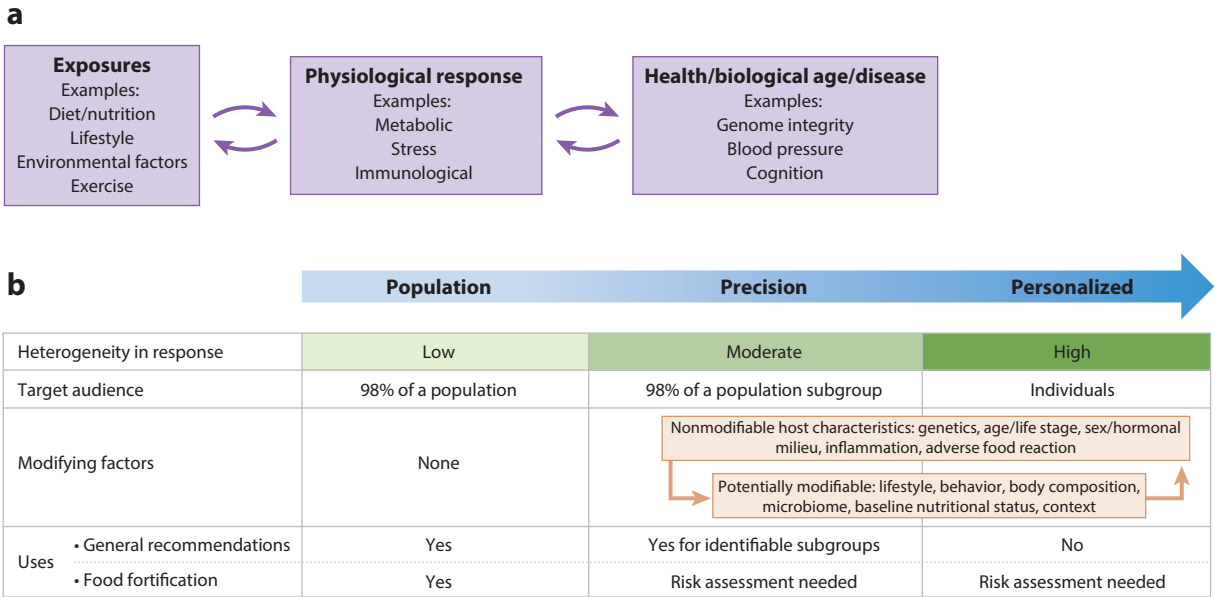 a
Exposures
Examples:
Diet/nutrition
Lifestyle
Environmental factors
Exercise
Physiological response
Examples:
Metabolic
Stress
Immunological
Health/biological age/disease
Examples:
Genome integrity
Blood pressure
Cognition
b
Population Precision Personalized
Heterogeneity in response Low Moderate High
Target audience 98% of a population 98% of a population subgroup Individuals
Modifying factors None
Nonmodifiable host characteristics: genetics, age/life stage, sex/hormonal
milieu, inflammation, adverse food reaction
Potentially modifiable: lifestyle, behavior, body composition,
microbiome, baseline nutritional status, context
Uses
• General recommendations Yes Yes for identifiable subgroups No
• Food fortification Yes Risk assessment needed Risk assessment needed